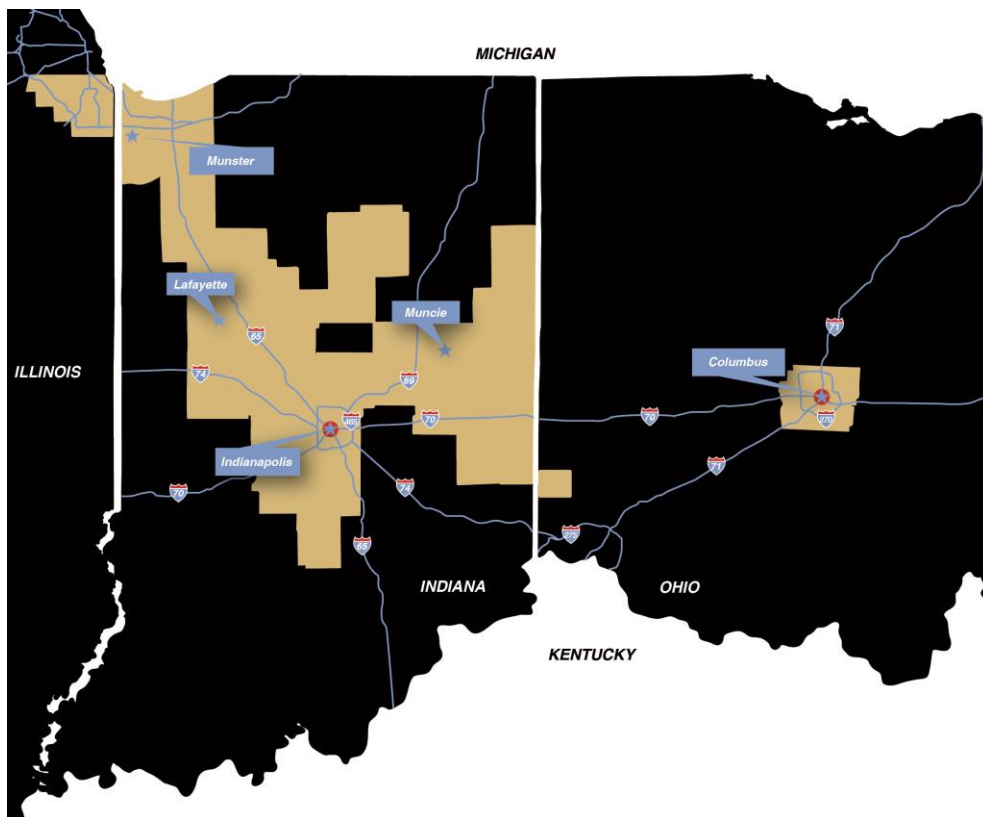 MICHIGAN
Munster
Lafayette
Muncie
65
71
Columbus
ILLINOIS
74
69
465
70
70
270
Indianapolis
71
70
74
65
275
INDIANA
OHIO
KENTUCKY